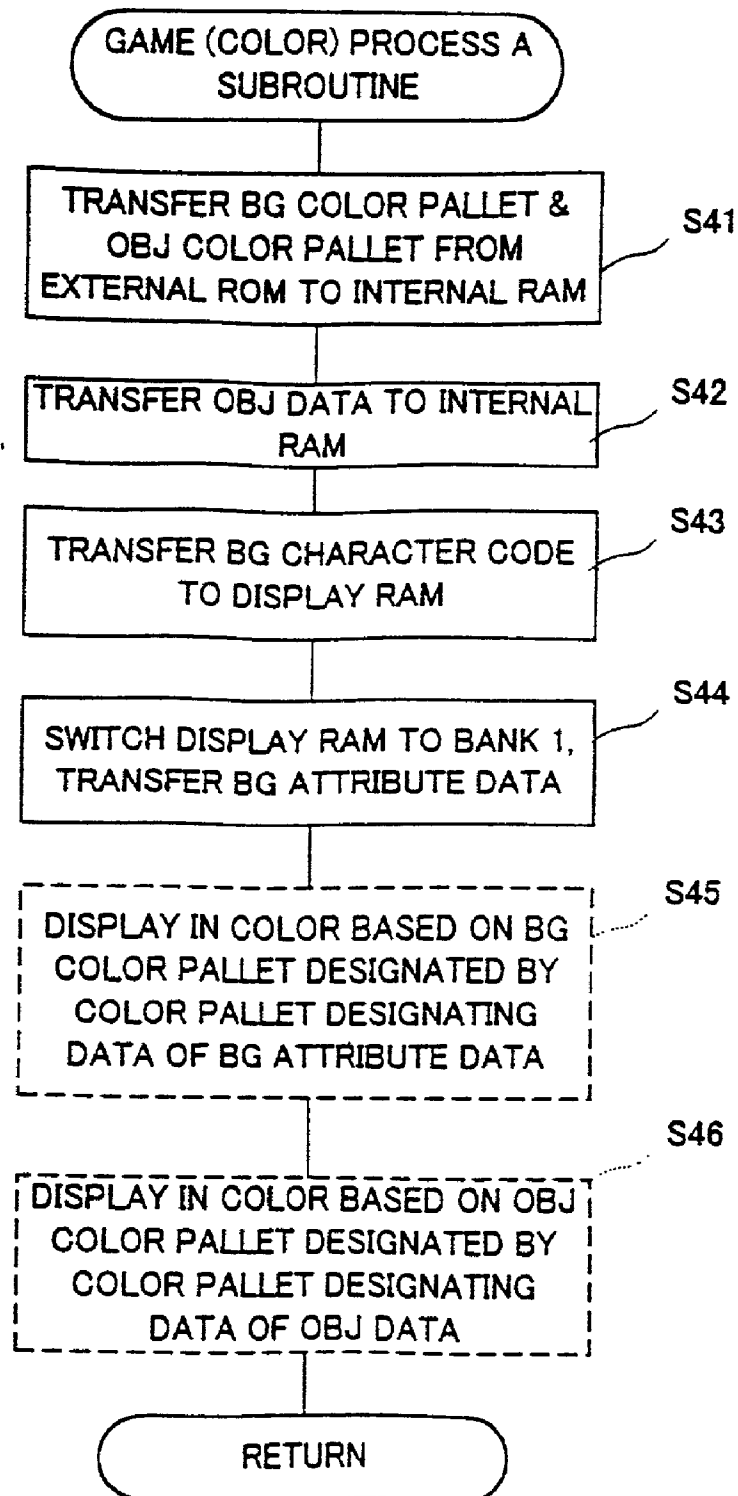 GAME (COLOR) PROCESS A
SUBROUTINE
TRANSFER BG COLOR PALLET &
OBJ COLOR PALLET FROM
EXTERNAL ROM TO INTERNAL RAM
S41
TRANSFER OBJ DATA TO INTERNAL
RAM
S42
TRANSFER BG CHARACTER CODE
TO DISPLAY RAM
S43
SWITCH DISPLAY RAM TO BANK 1,
TRANSFER BG ATTRIBUTE DATA
S44
DISPLAY IN COLOR BASED ON BG
COLOR PALLET DESIGNATED BY
COLOR PALLET DESIGNATING
DATA OF BG ATTRIBUTE DATA
S45
DISPLAY IN COLOR BASED ON OBJ
COLOR PALLET DESIGNATED BY
COLOR PALLET DESIGNATING
DATA OF OBJ DATA
S46
RETURN